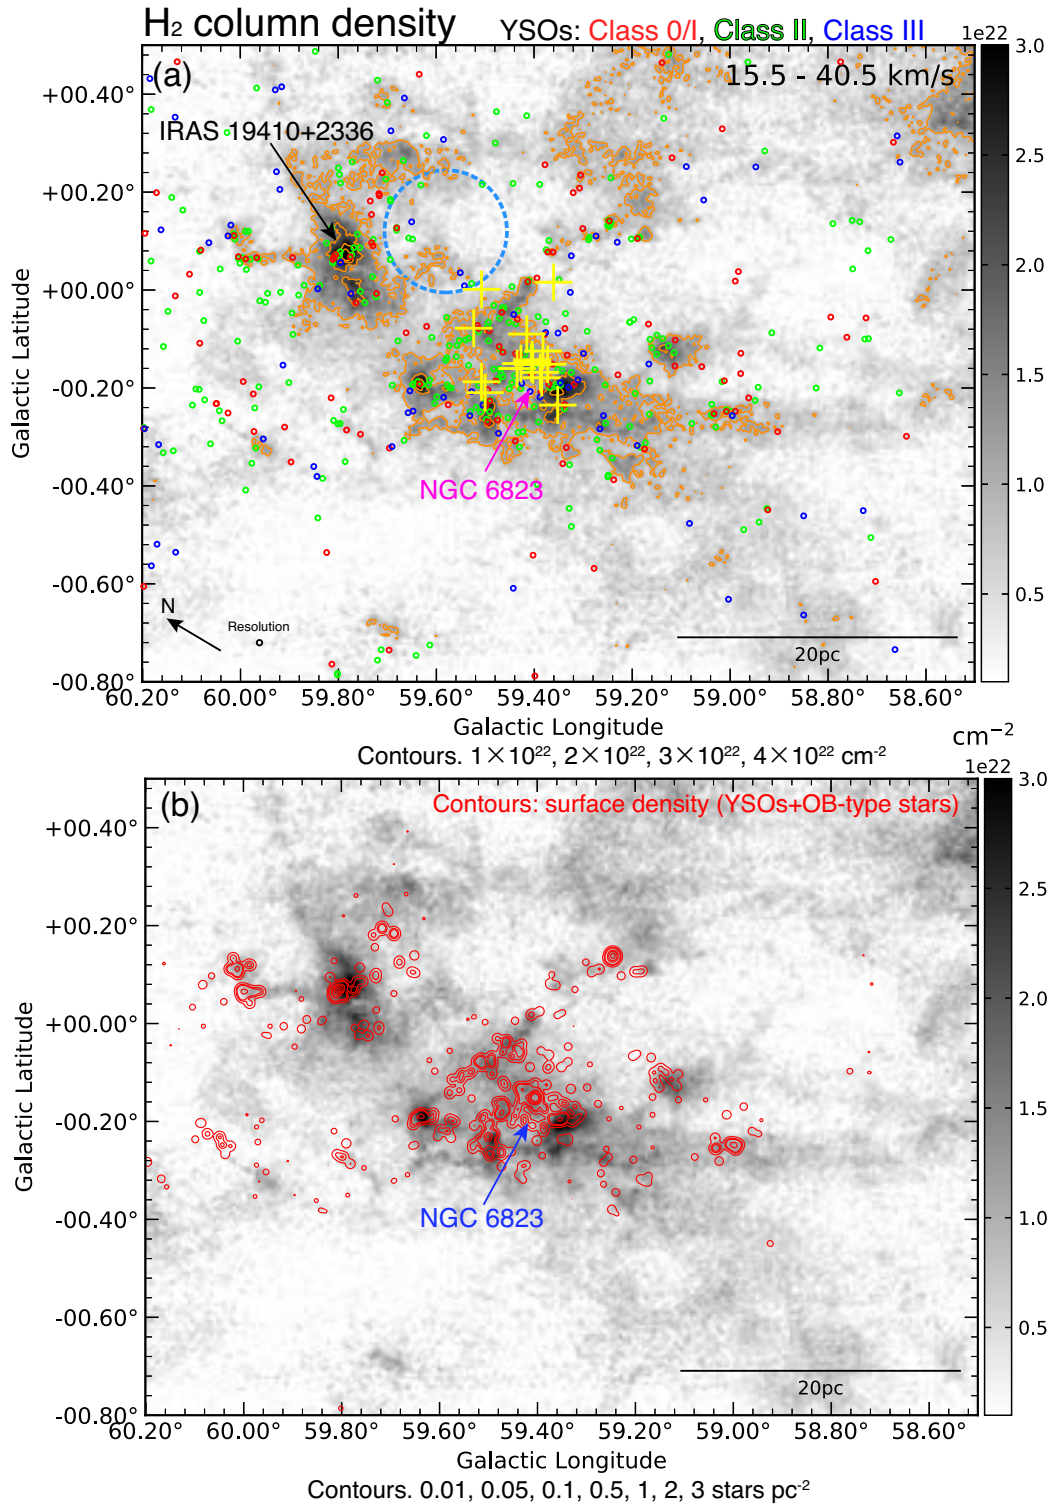 H₂ column density
YSOs: Class 0/I, Class II, Class III
1e22
(a)
15.5 - 40.5 km/s
IRAS 19410+2336
NGC 6823
N
Resolution
20pc
+00.40°
+00.20°
+00.00°
-00.20°
-00.40°
-00.60°
-00.80°
Galactic Latitude
60.20° 60.00° 59.80° 59.60° 59.40° 59.20° 59.00° 58.80° 58.60°
Galactic Longitude
3.0
2.5
2.0
1.5
1.0
0.5
cm⁻²
Contours. 1×10²², 2×10²², 3×10²², 4×10²² cm⁻²
1e22
(b)
Contours: surface density (YSOs+OB-type stars)
NGC 6823
20pc
+00.40°
+00.20°
+00.00°
-00.20°
-00.40°
-00.60°
-00.80°
Galactic Latitude
60.20° 60.00° 59.80° 59.60° 59.40° 59.20° 59.00° 58.80° 58.60°
Galactic Longitude
3.0
2.5
2.0
1.5
1.0
0.5
Contours. 0.01, 0.05, 0.1, 0.5, 1, 2, 3 stars pc⁻²